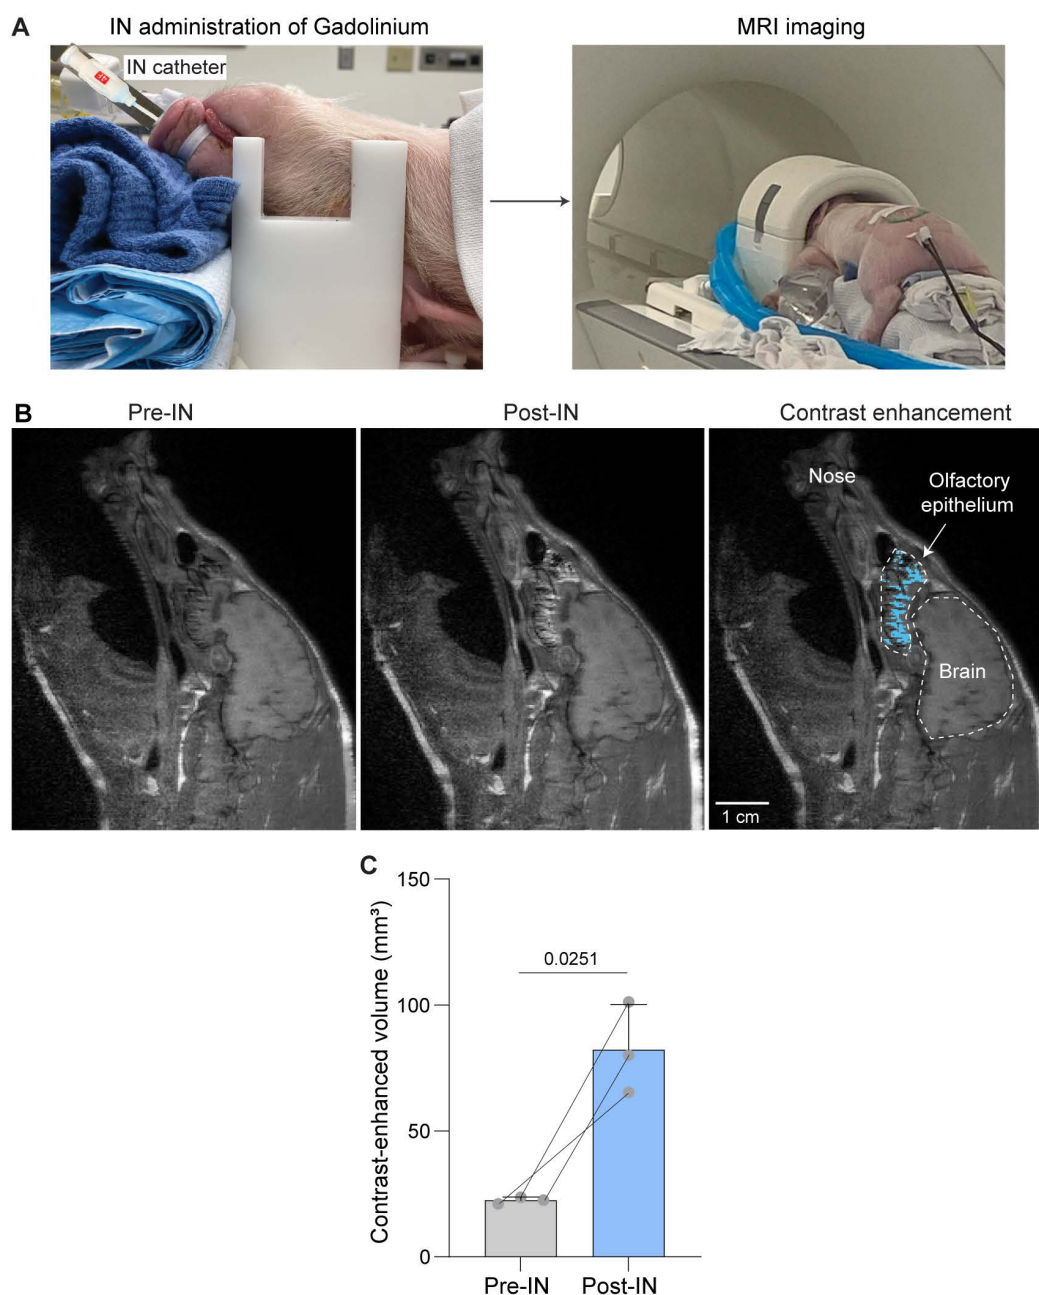 A
IN administration of Gadolinium
MRI imaging
IN catheter
B
Pre-IN
Post-IN
Contrast enhancement
Nose
Olfactory
epithelium
Brain
1 cm
C
Contrast-enhanced volume (mm³)
150
100
50
0
0.0251
Pre-IN
Post-IN